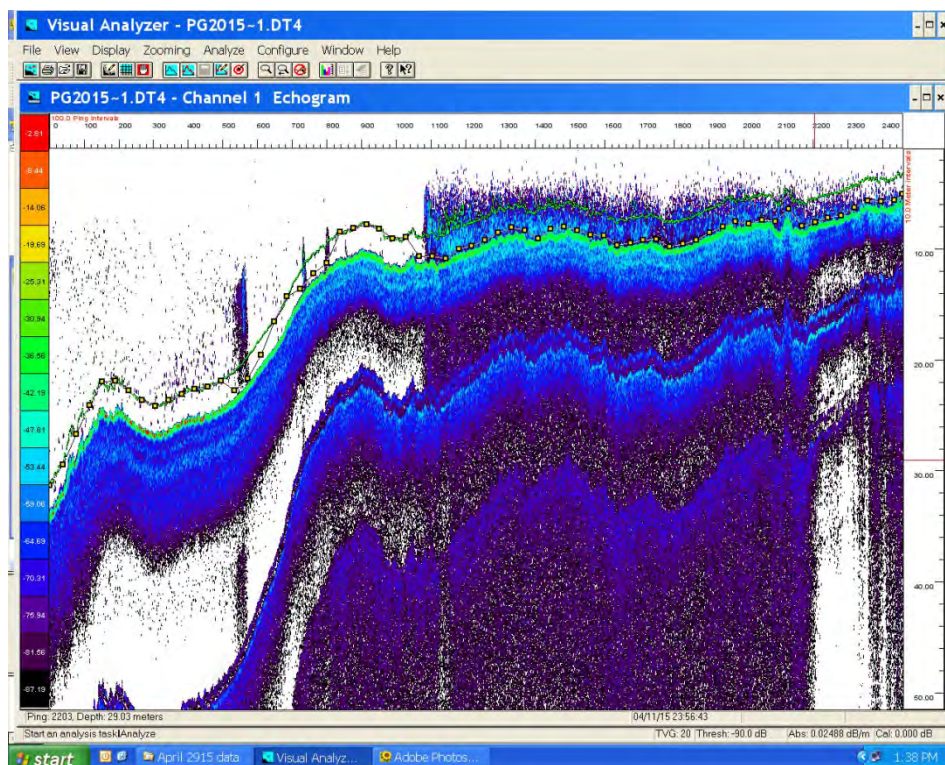 Visual Analyzer - PG2015~1.DT4
File View Display Zooming Analyze Configure Window Help
PG2015~1.DT4 - Channel 1 Echogram
100.0 Ping Intervals
0 100 200 300 400 500 600 700 800 900 1000 1100 1200 1300 1400 1500 1600 1700 1800 1900 2000 2100 2200 2300 2400
10.0 Meter Intervals
-2.81
-8.44
-14.06
-19.69
-25.31
-30.94
-36.56
-42.19
-47.81
-53.44
-59.06
-64.69
-70.31
-75.94
-81.56
-87.19
10.00
20.00
30.00
40.00
50.00
Ping: 2203, Depth: 29.03 meters 04/11/15 23:56:43
Start an analysis task|Analyze TVG: 20 Thresh: -90.0 dB Abs: 0.02488 dB/m Cal: 0.000 dB
start April 2915 data Visual Analyz... Adobe Photos... 1:38 PM